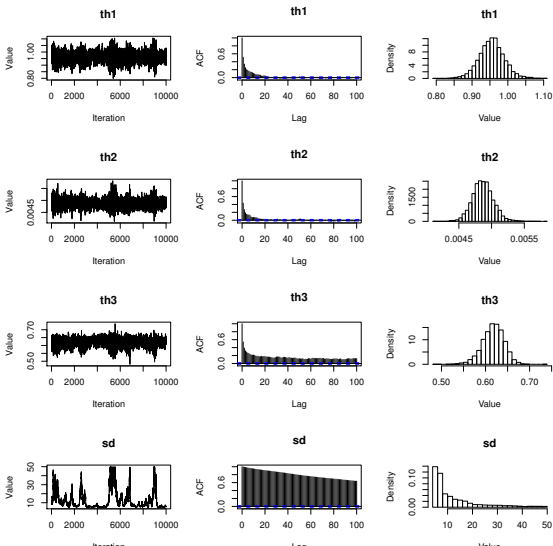 th1 th1 th1
Value ACF Density
0.80 1.00
0.0 0.6
0 4 8
0 2000 6000 10000 0 20 40 60 80 100 0.80 0.90 1.00 1.10
Iteration Lag Value
th2 th2 th2
Value ACF Density
0.0045
0.0 0.6
0 1500
0 2000 6000 10000 0 20 40 60 80 100 0.0045 0.0055
Iteration Lag Value
th3 th3 th3
Value ACF Density
0.50 0.70
0.0 0.6
0 10
0 2000 6000 10000 0 20 40 60 80 100 0.50 0.60 0.70
Iteration Lag Value
sd sd sd
Value ACF Density
10 30 50
0.0 0.6
0.00 0.10
0 2000 6000 10000 0 20 40 60 80 100 10 20 30 40 50
Iteration Lag Value